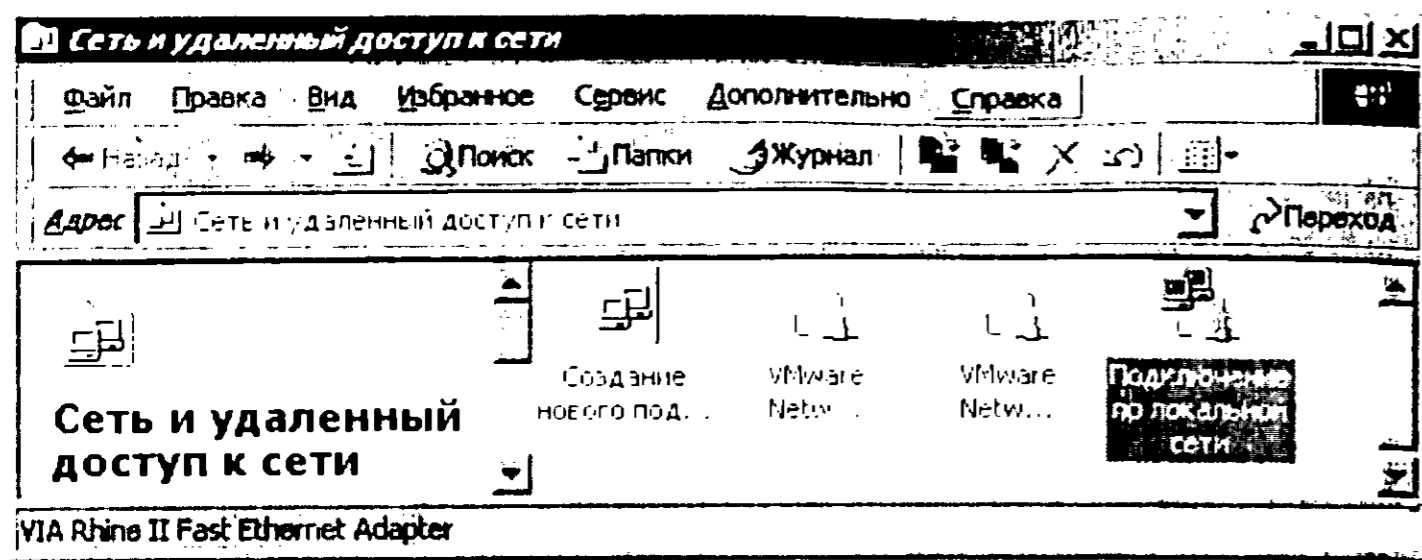 Сеть и удаленный доступ к сети
Файл Правка Вид Избранное Сервис Дополнительно Справка
Назад Поиск Папки Журнал
Адрес Сеть и удаленный доступ к сети Переход
Создание нового под...
VMware Netw...
VMware Netw...
Подключение по локальной сети
Сеть и удаленный
доступ к сети
VIA Rhine II Fast Ethernet Adapter